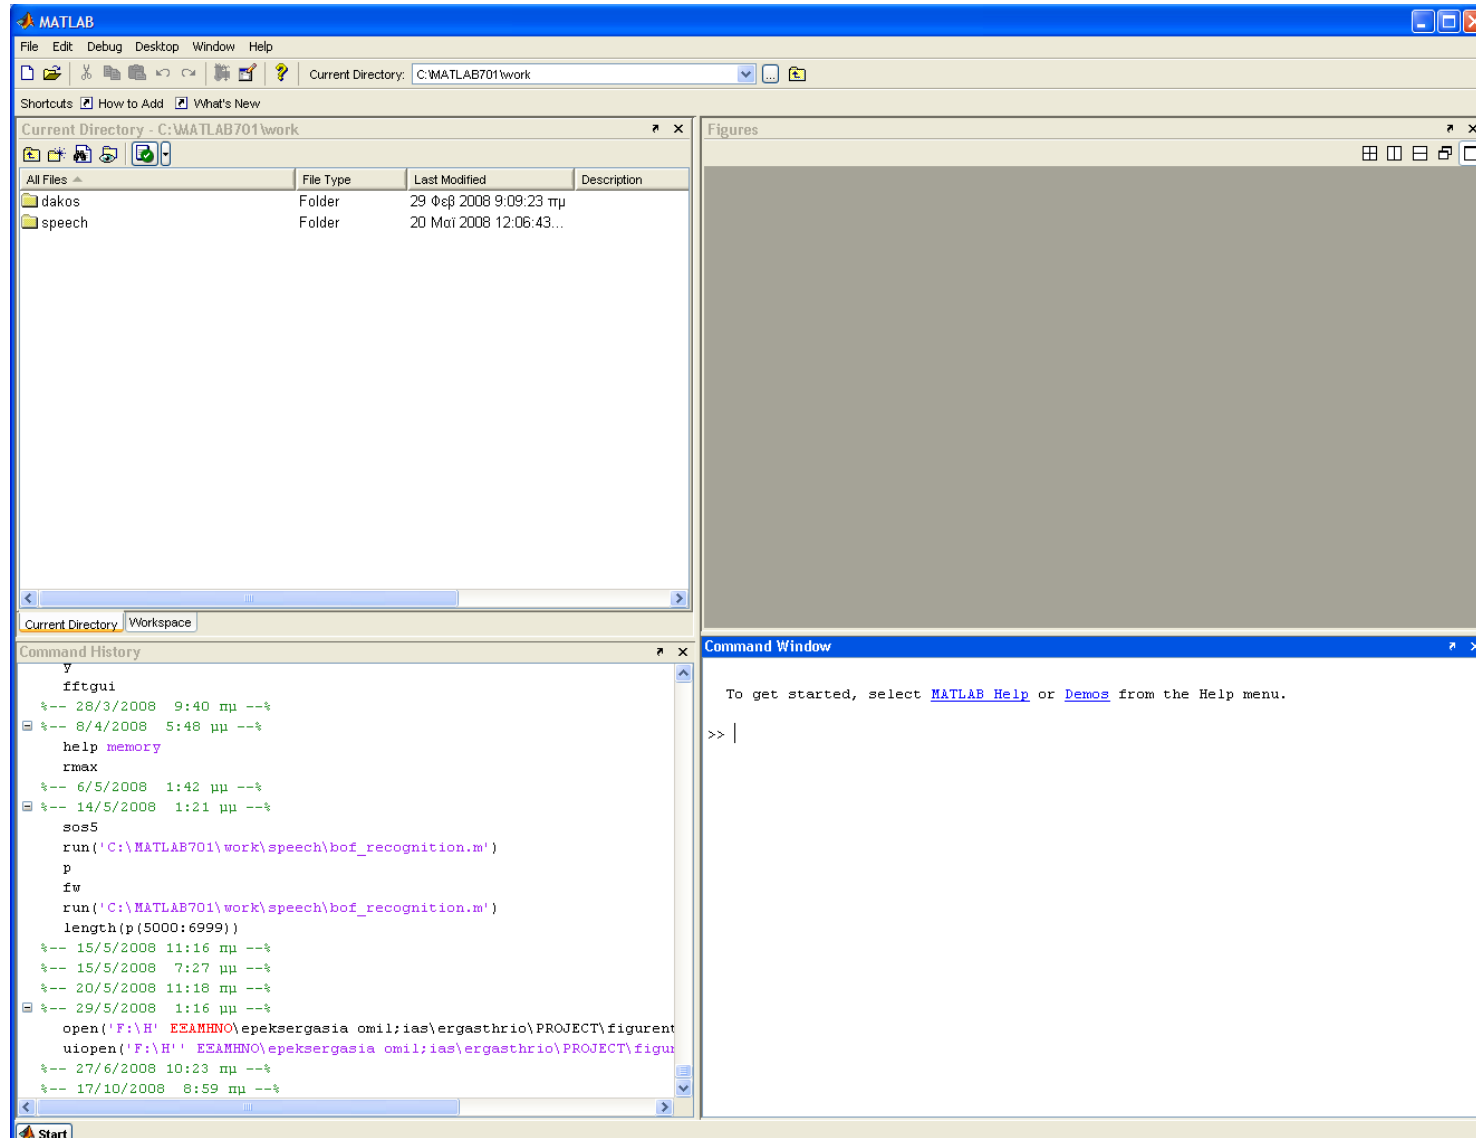 MATLAB
File Edit Debug Desktop Window Help
Current Directory: C:\MATLAB701\work
Shortcuts How to Add What's New
Current Directory - C:\MATLAB701\work
All Files File Type Last Modified Description
dakos Folder 29 Φεβ 2008 9:09:23 πμ
speech Folder 20 Μαϊ 2008 12:06:43...
Current Directory Workspace
Figures
Command History
y
fftgui
%-- 28/3/2008 9:40 πμ --%
%-- 8/4/2008 5:48 μμ --%
help memory
rmax
%-- 6/5/2008 1:42 μμ --%
%-- 14/5/2008 1:21 μμ --%
sos5
run('C:\MATLAB701\work\speech\bof_recognition.m')
p
fw
run('C:\MATLAB701\work\speech\bof_recognition.m')
length(p(5000:6999))
%-- 15/5/2008 11:16 πμ --%
%-- 15/5/2008 7:27 μμ --%
%-- 20/5/2008 11:18 πμ --%
%-- 29/5/2008 1:16 μμ --%
open('F:\H' ΕΞΑΜΗΝΟ\epeksergasia omil;ias\ergasthrio\PROJECT\figurent
uiopen('F:\H'' ΕΞΑΜΗΝΟ\epeksergasia omil;ias\ergasthrio\PROJECT\figur
%-- 27/6/2008 10:23 πμ --%
%-- 17/10/2008 8:59 πμ --%
Command Window
To get started, select MATLAB Help or Demos from the Help menu.
>>
Start